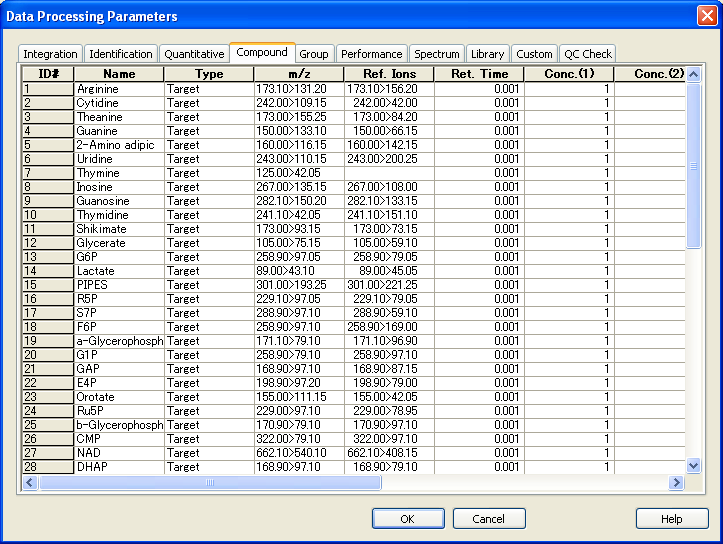 Data Processing Parameters
Integration Identification Quantitative Compound Group Performance Spectrum Library Custom QC Check
ID# Name Type m/z Ref. Ions Ret. Time Conc.(1) Conc.(2)
1 Arginine Target 173.10>131.20 173.10>156.20 0.001 1
2 Cytidine Target 242.00>109.15 242.00>42.00 0.001 1
3 Theanine Target 173.00>155.25 173.00>84.20 0.001 1
4 Guanine Target 150.00>133.10 150.00>66.15 0.001 1
5 2-Amino adipic Target 160.00>116.15 160.00>142.15 0.001 1
6 Uridine Target 243.00>110.15 243.00>200.25 0.001 1
7 Thymine Target 125.00>42.05 0.001 1
8 Inosine Target 267.00>135.15 267.00>108.00 0.001 1
9 Guanosine Target 282.10>150.20 282.10>133.15 0.001 1
10 Thymidine Target 241.10>42.05 241.10>151.10 0.001 1
11 Shikimate Target 173.00>93.15 173.00>73.15 0.001 1
12 Glycerate Target 105.00>75.15 105.00>59.10 0.001 1
13 G6P Target 258.90>97.05 258.90>79.05 0.001 1
14 Lactate Target 89.00>43.10 89.00>45.05 0.001 1
15 PIPES Target 301.00>193.25 301.00>221.25 0.001 1
16 R5P Target 229.10>97.05 229.10>79.05 0.001 1
17 S7P Target 288.90>97.10 288.90>59.10 0.001 1
18 F6P Target 258.90>97.10 258.90>169.00 0.001 1
19 a-Glycerophosph Target 171.10>79.10 171.10>96.90 0.001 1
20 G1P Target 258.90>79.10 258.90>97.10 0.001 1
21 GAP Target 168.90>97.10 168.90>87.15 0.001 1
22 E4P Target 198.90>97.20 198.90>79.00 0.001 1
23 Orotate Target 155.00>111.15 155.00>42.05 0.001 1
24 Ru5P Target 229.00>97.10 229.00>78.95 0.001 1
25 b-Glycerophosph Target 170.90>79.10 170.90>97.10 0.001 1
26 CMP Target 322.00>79.10 322.00>97.10 0.001 1
27 NAD Target 662.10>540.10 662.10>408.15 0.001 1
28 DHAP Target 168.90>97.10 168.90>79.10 0.001 1
OK Cancel Help